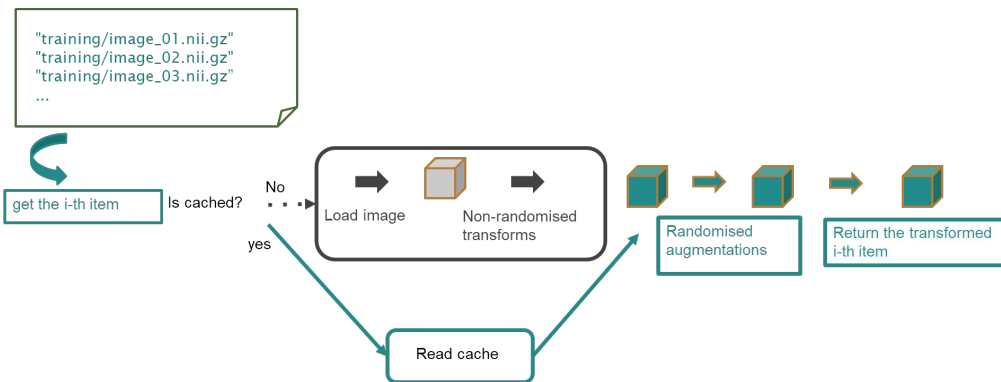 "training/image_01.nii.gz"
"training/image_02.nii.gz"
"training/image_03.nii.gz”
...
get the i-th item
Is cached?
No
yes
Load image
Non-randomised
transforms
Read cache
Randomised
augmentations
Return the transformed
i-th item